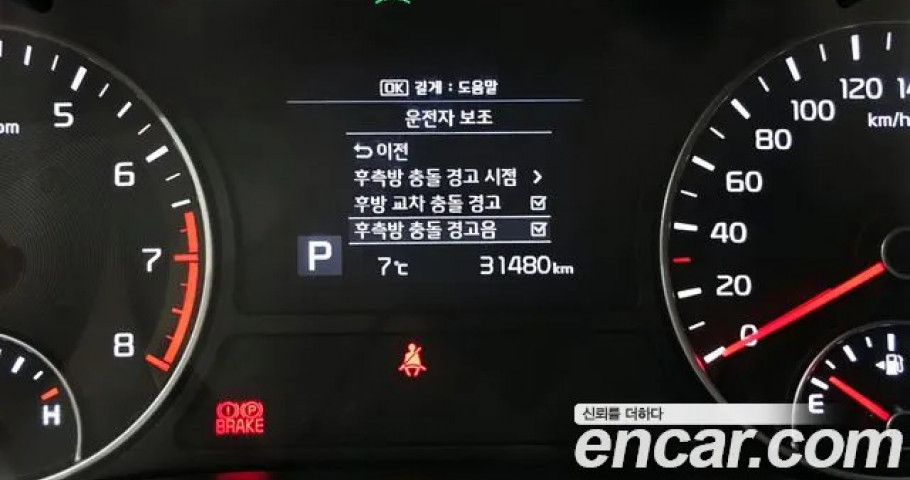 OK 길게 : 도움말
운전자 보조
이전
후측방 충돌 경고 시점
후방 교차 충돌 경고
후측방 충돌 경고음
P 7℃ 31480km
5
6
7
8
H
BRAKE
P
120
100
km/h
80
60
40
20
0
E
신뢰를 더하다
encar.com